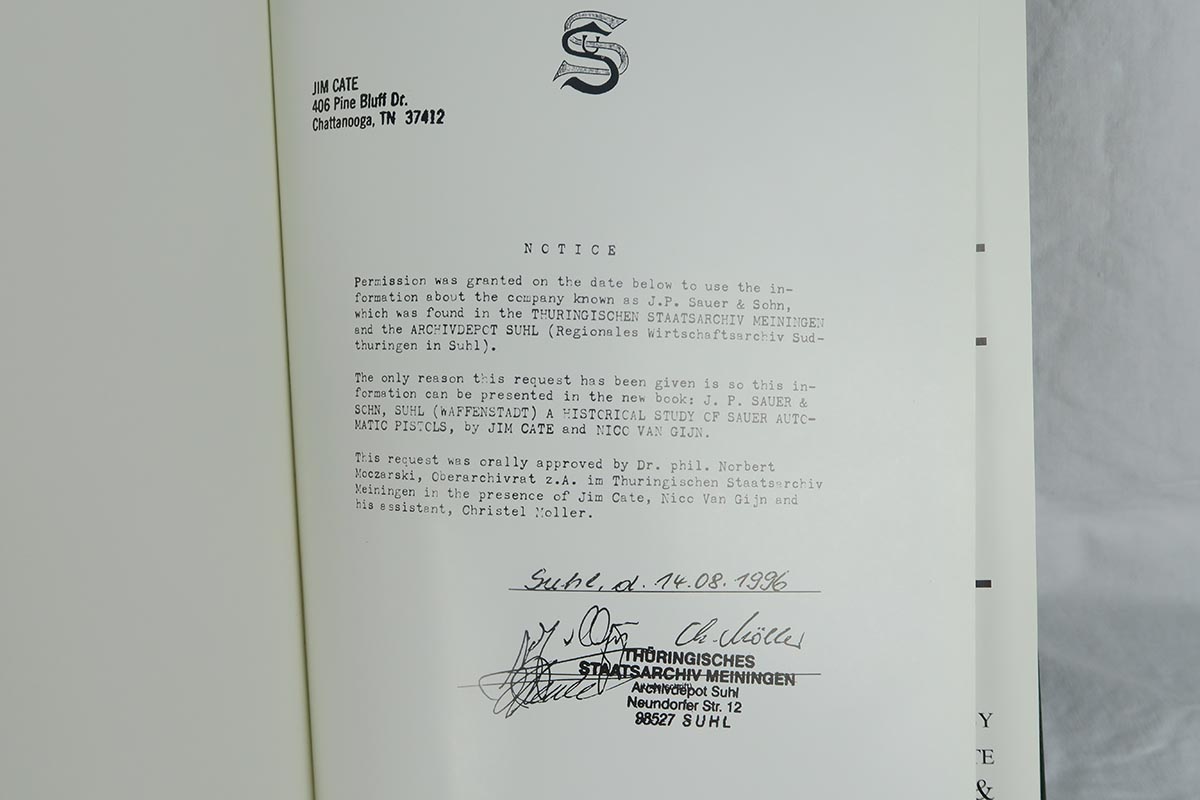 SUS
JIM CATE
406 Pine Bluff Dr.
Chattanooga, TN 37412
NOTICE
Permission was granted on the date below to use the in-
formation about the company known as J.P. Sauer & Sohn,
which was found in the THURINGISCHEN STAATSARCHIV MEININGEN
and the ARCHIVDEPOT SUHL (Regionales Wirtschaftsarchiv Sud-
thuringen in Suhl).
The only reason this request has been given is so this in-
formation can be presented in the new book: J. P. SAUER &
SOHN, SUHL (WAFFENSTADT) A HISTORICAL STUDY OF SAUER AUTO-
MATIC PISTOLS, by JIM CATE and NICO VAN GIJN.
This request was orally approved by Dr. phil. Norbert
Moczarski, Oberarchivrat z.A. im Thuringischen Staatsarchiv
Meiningen in the presence of Jim Cate, Nico Van Gijn and
his assistant, Christel Moller.
Suhl, d. 14.08.1996
Ch. Möller
THÜRINGISCHES
STAATSARCHIV MEININGEN
Archivdepot Suhl
Neundorfer Str. 12
98527 SUHL
Y
TE
&